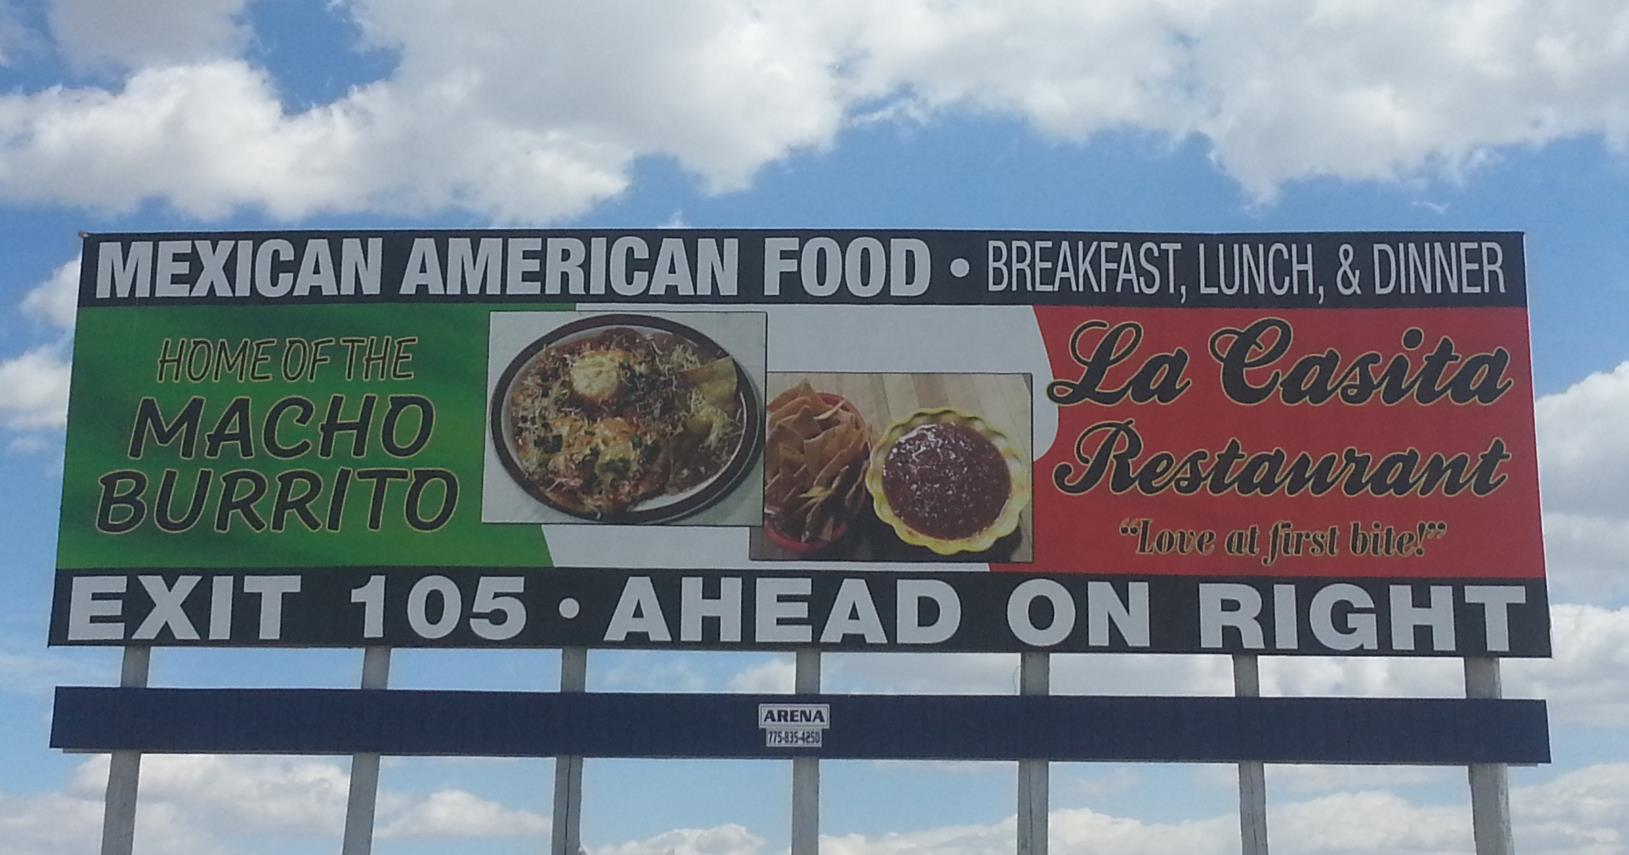 MEXICAN AMERICAN FOOD • BREAKFAST, LUNCH, & DINNER
HOME OF THE
MACHO
BURRITO
La Casita
Restaurant
“Love at first bite!”
EXIT 105 • AHEAD ON RIGHT
ARENA
775-835-4250